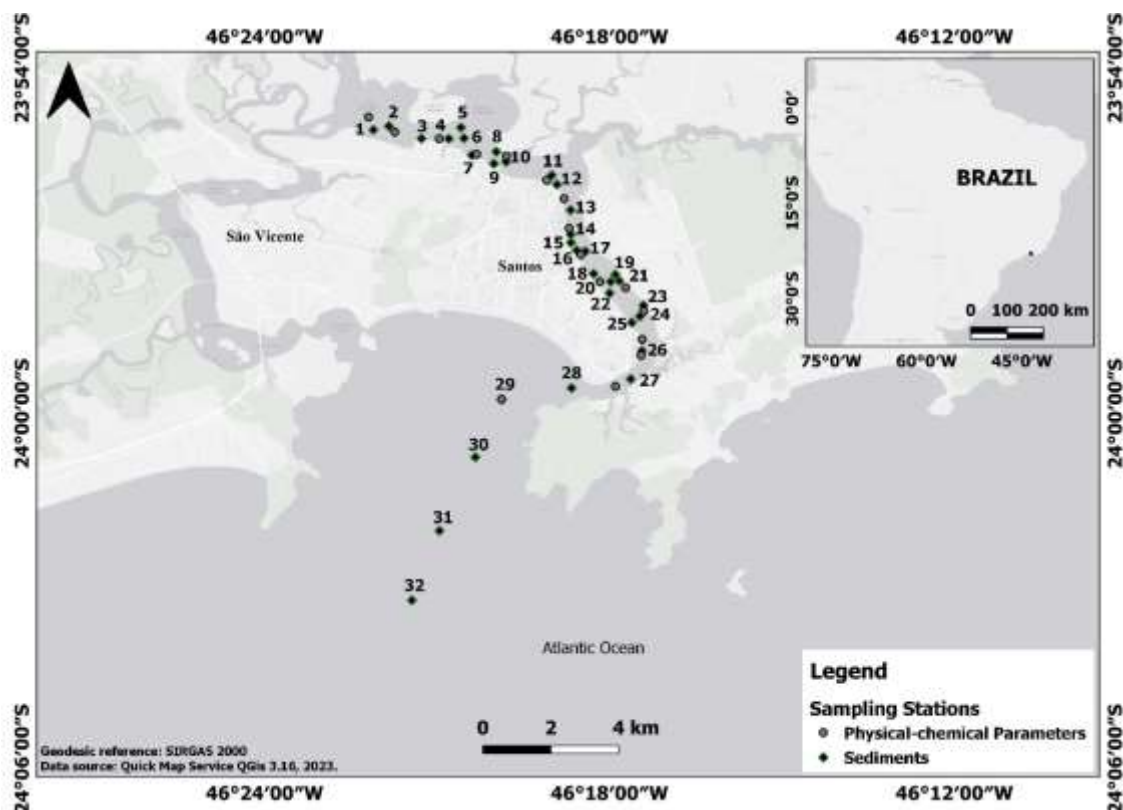 46°24'00"W 46°18'00"W 46°12'00"W
23°54'00"S
23°54'00"S
1
2
3
4
5
6
7
8
9
10
11
12
13
14
15
16
17
18
19
20
21
22
23
24
25
26
27
28
29
30
31
32
São Vicente
Santos
BRAZIL
0°0'
15°0'S
30°0'S
0 100 200 km
75°0'W 60°0'W 45°0'W
24°00'00"S
24°00'00"S
Atlantic Ocean
0 2 4 km
Legend
Sampling Stations
Physical-chemical Parameters
Sediments
Geodesic reference: SIRGAS 2000
Data source: Quick Map Service QGis 3.16, 2023.
24°06'00"S
24°06'00"S
46°24'00"W 46°18'00"W 46°12'00"W